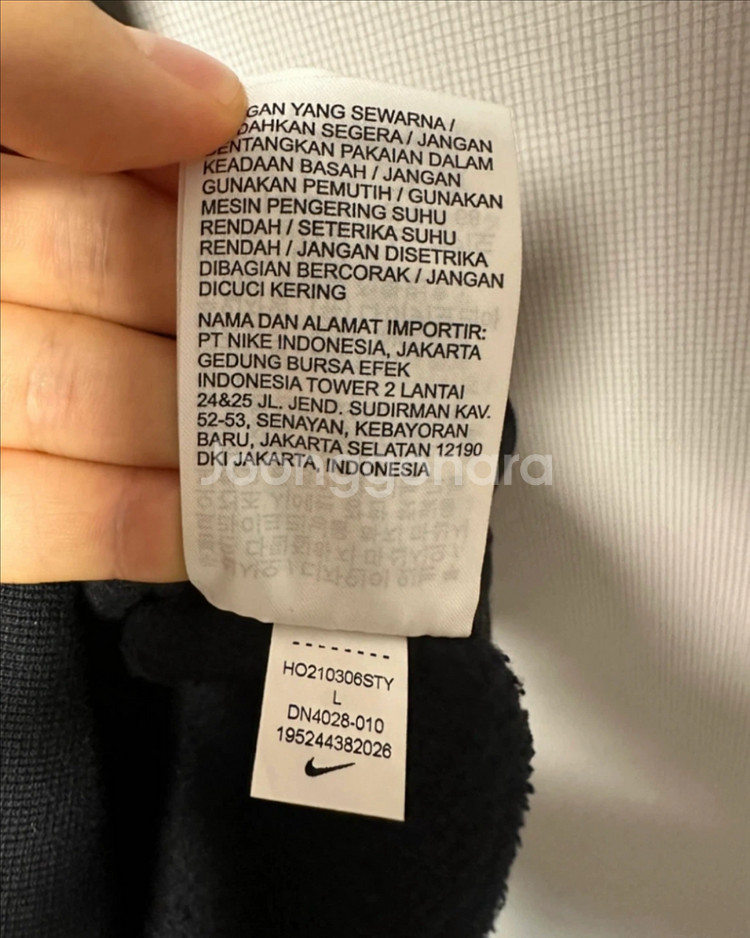 GAN YANG SEWARNA /
DAHKAN SEGERA / JANGAN
BENTANGKAN PAKAIAN DALAM
KEADAAN BASAH / JANGAN
GUNAKAN PEMUTIH / GUNAKAN
MESIN PENGERING SUHU
RENDAH / SETERIKA SUHU
RENDAH / JANGAN DISETRIKA
DIBAGIAN BERCORAK / JANGAN
DICUCI KERING
NAMA DAN ALAMAT IMPORTIR:
PT NIKE INDONESIA, JAKARTA
GEDUNG BURSA EFEK
INDONESIA TOWER 2 LANTAI
24&25 JL. JEND. SUDIRMAN KAV.
52-53, SENAYAN, KEBAYORAN
BARU, JAKARTA SELATAN 12190
DKI JAKARTA, INDONESIA
Joonggonara
HO210306STY
L
DN4028-010
195244382026